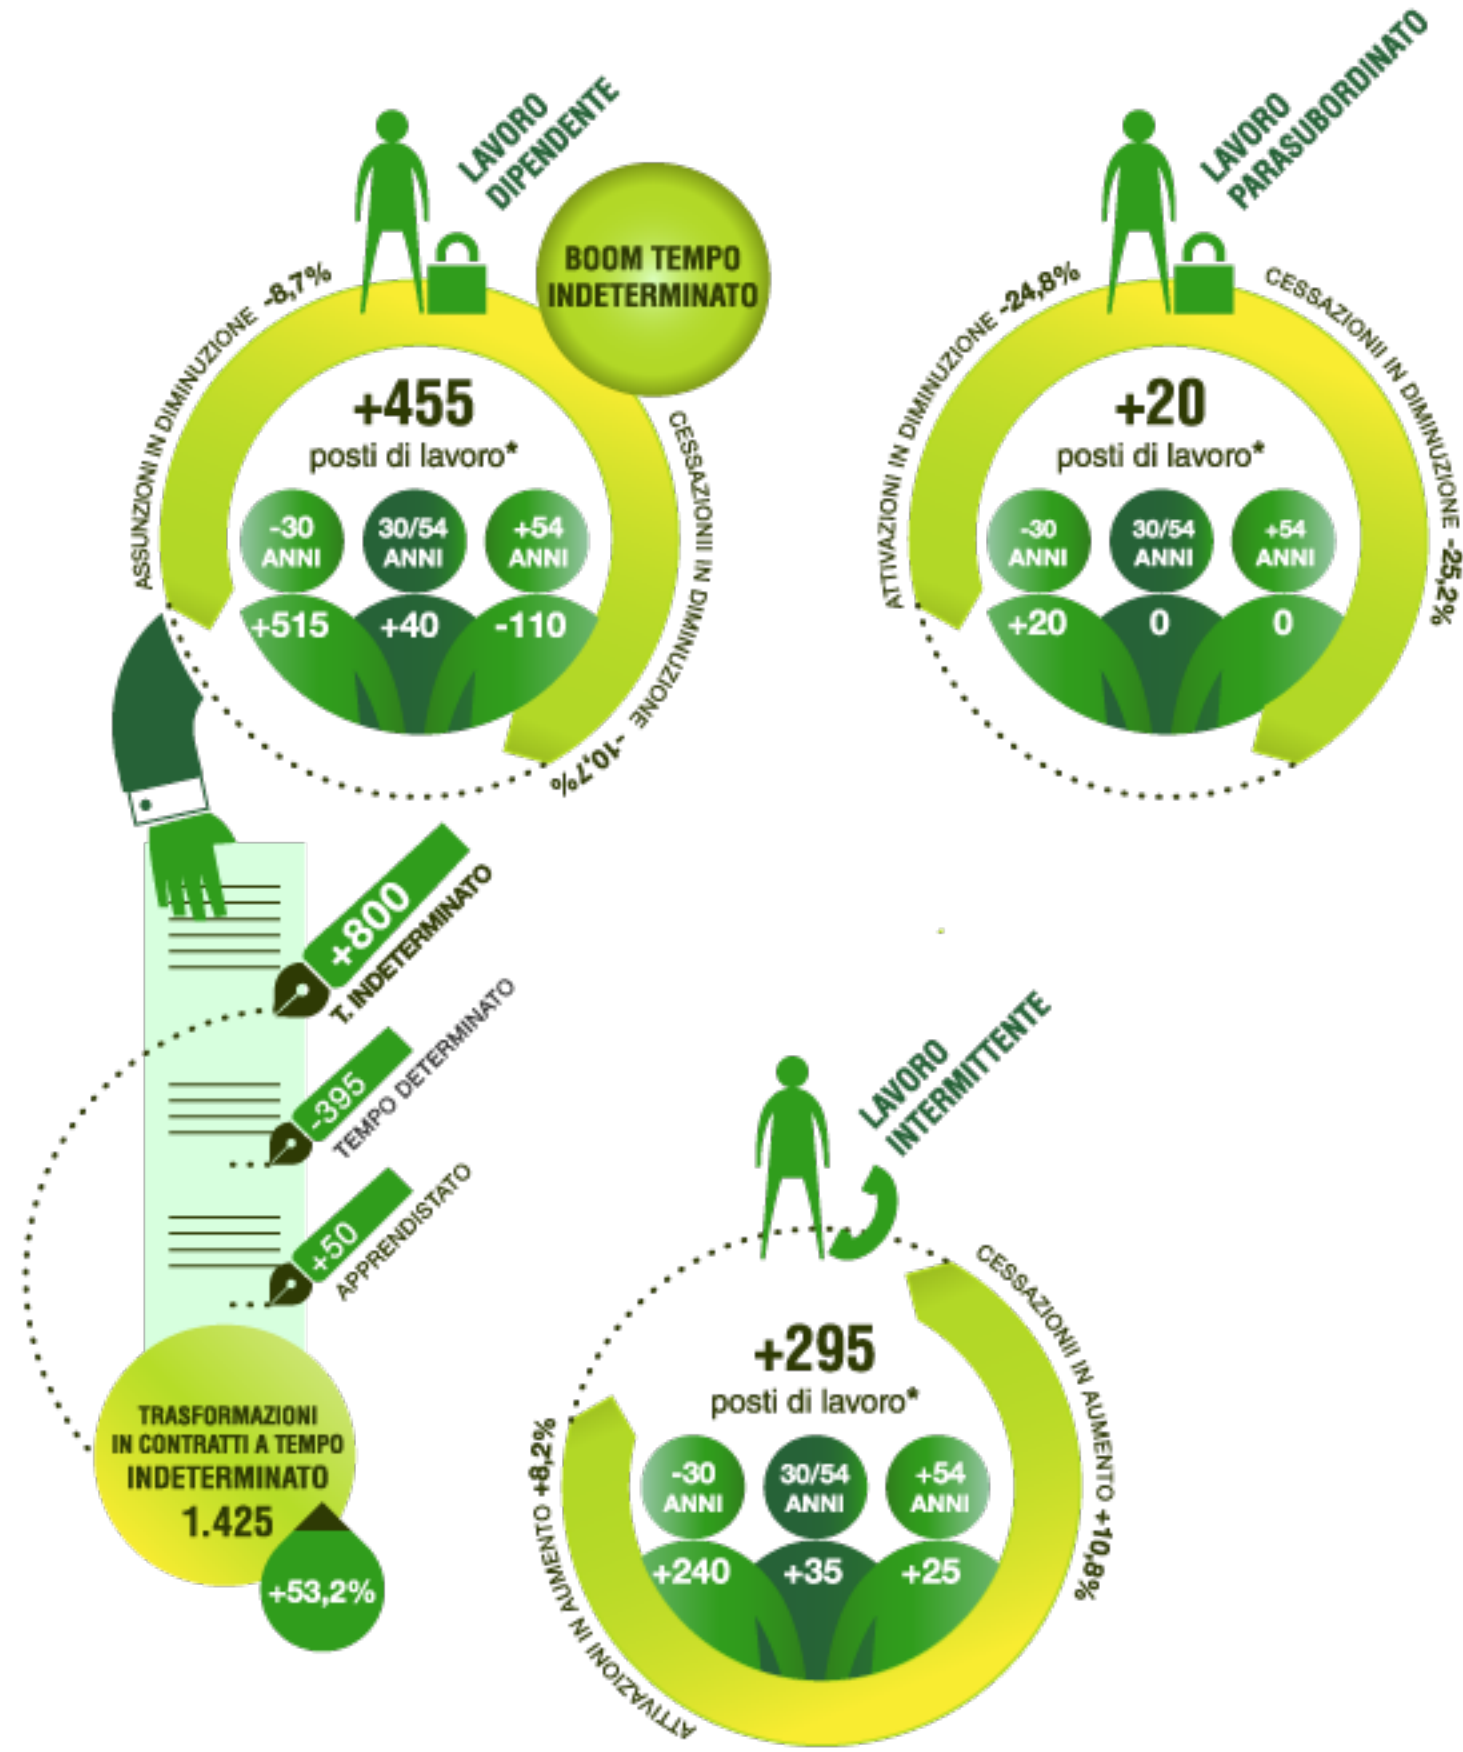 LAVORO
DIPENDENTE
BOOM TEMPO
INDETERMINATO
ASSUNZIONI IN DIMINUZIONE -8,7%
CESSAZIONII IN DIMINUZIONE - -10,7%
+455
posti di lavoro*
-30
ANNI
30/54
ANNI
+54
ANNI
+515
+40
-110
LAVORO
PARASUBORDINATO
ATTIVAZIONI IN DIMINUZIONE -24,8%
CESSAZIONII IN DIMINUZIONE -25,2%
+20
posti di lavoro*
-30
ANNI
30/54
ANNI
+54
ANNI
+20
0
0
+800
T. INDETERMINATO
-395
TEMPO DETERMINATO
+50
APPRENDISTATO
TRASFORMAZIONI
IN CONTRATTI A TEMPO
INDETERMINATO
1.425
+53,2%
LAVORO
INTERMITTENTE
ATTIVAZIONI IN AUMENTO +8,2%
CESSAZIONII IN AUMENTO +10,8%
+295
posti di lavoro*
-30
ANNI
30/54
ANNI
+54
ANNI
+240
+35
+25